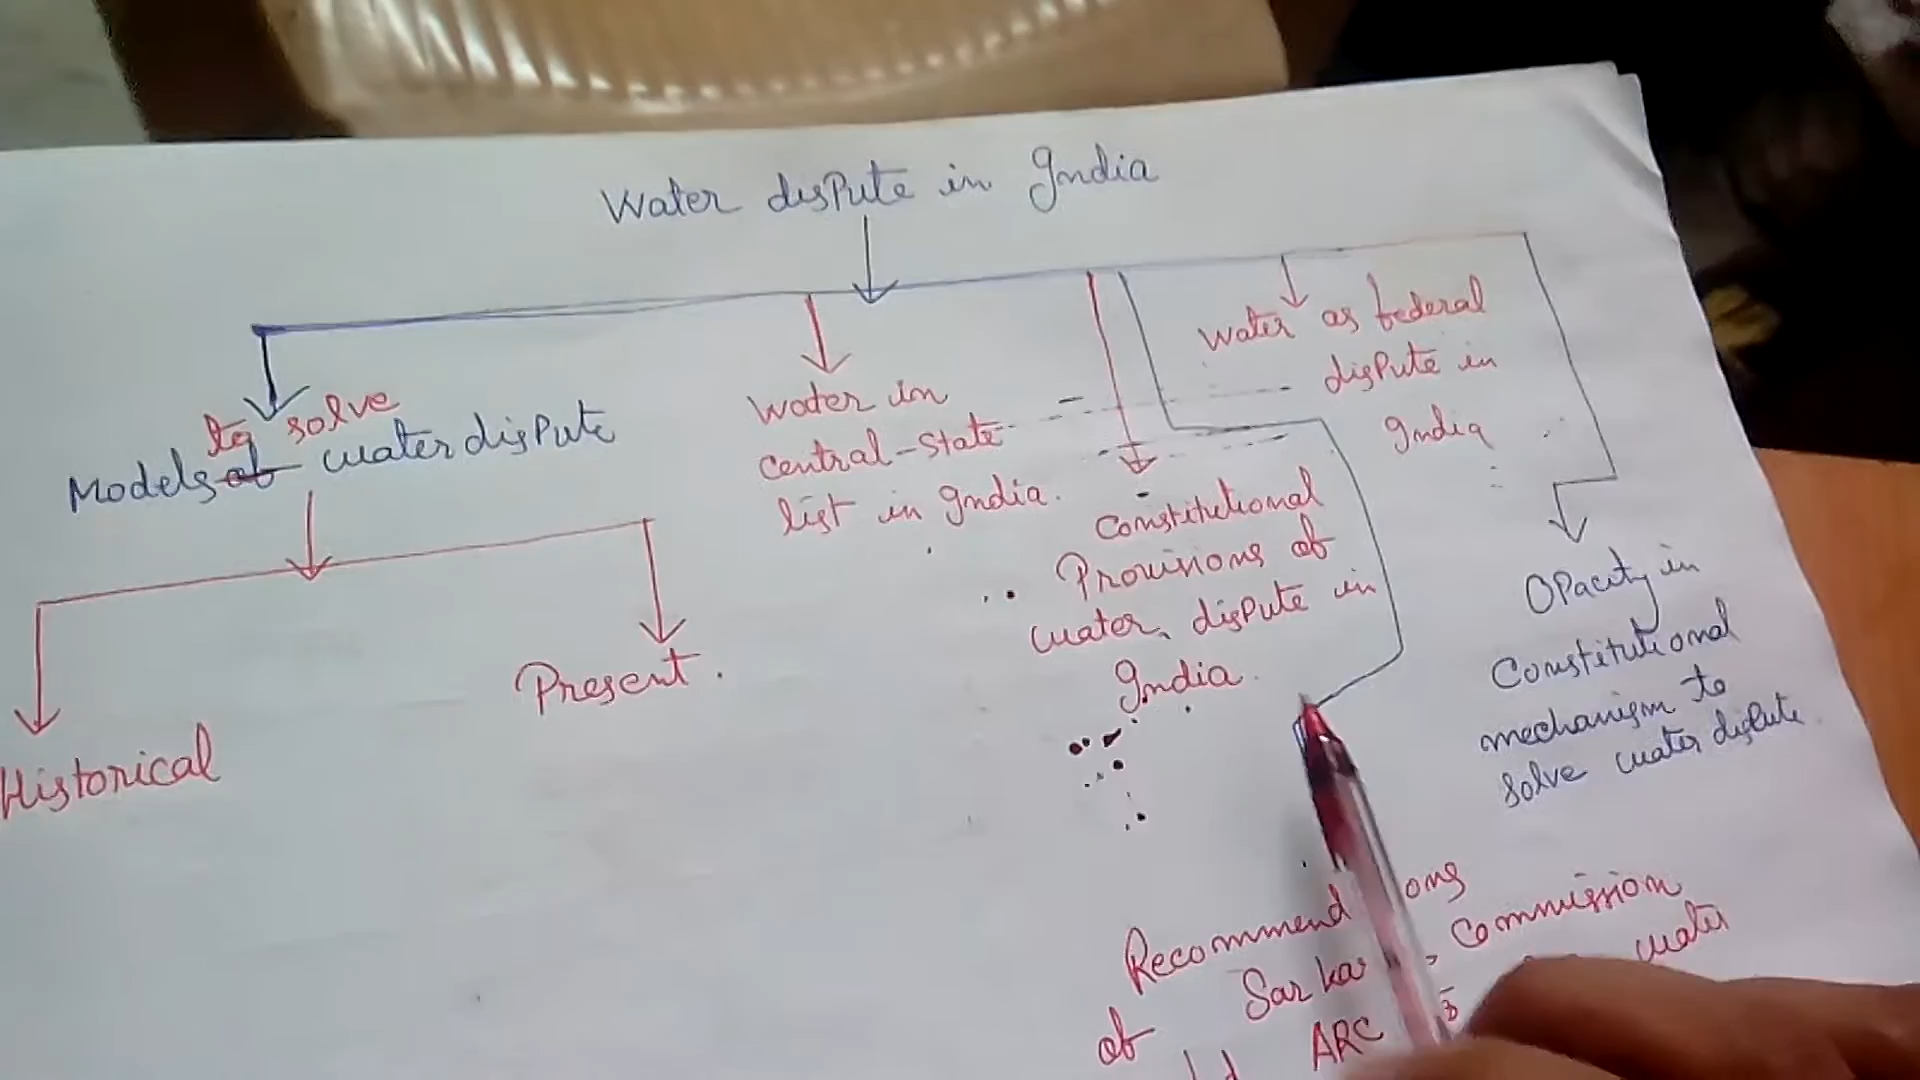 Water dispute in India
to solve
Models of water dispute
Historical
Present.
water in
central-state
list in India.
Constitutional
Provisions of
water dispute in
India.
water as federal
dispute in
India
Opacity in
Constitutional
mechanism to
solve water dispute.
Commission
of
water
ARC